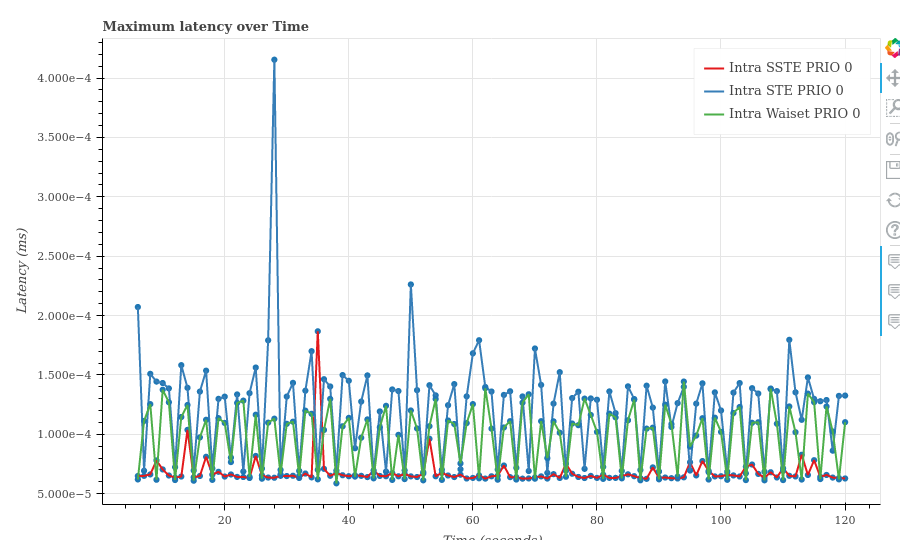 Maximum latency over Time
Intra SSTE PRIO 0
Intra STE PRIO 0
Intra Waiset PRIO 0
Latency (ms)
4.000e−4
3.500e−4
3.000e−4
2.500e−4
2.000e−4
1.500e−4
1.000e−4
5.000e−5
20
40
60
80
100
120
Time (seconds)